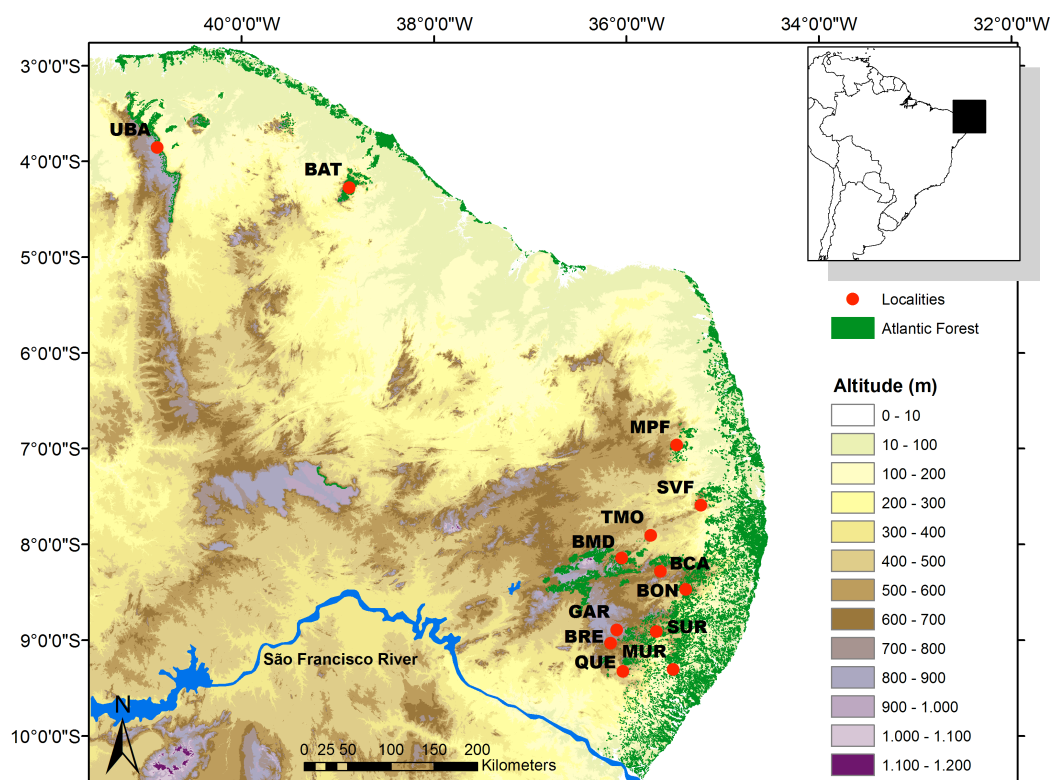 40°0'0"W 38°0'0"W 36°0'0"W 34°0'0"W 32°0'0"W
3°0'0"S
4°0'0"S
5°0'0"S
6°0'0"S
7°0'0"S
8°0'0"S
9°0'0"S
10°0'0"S
UBA
BAT
MPF
SVF
TMO
BMD
BCA
BON
GAR
SUR
BRE
MUR
QUE
São Francisco River
N
0 25 50 100 150 200
Kilometers
Localities
Atlantic Forest
Altitude (m)
0 - 10
10 - 100
100 - 200
200 - 300
300 - 400
400 - 500
500 - 600
600 - 700
700 - 800
800 - 900
900 - 1.000
1.000 - 1.100
1.100 - 1.200